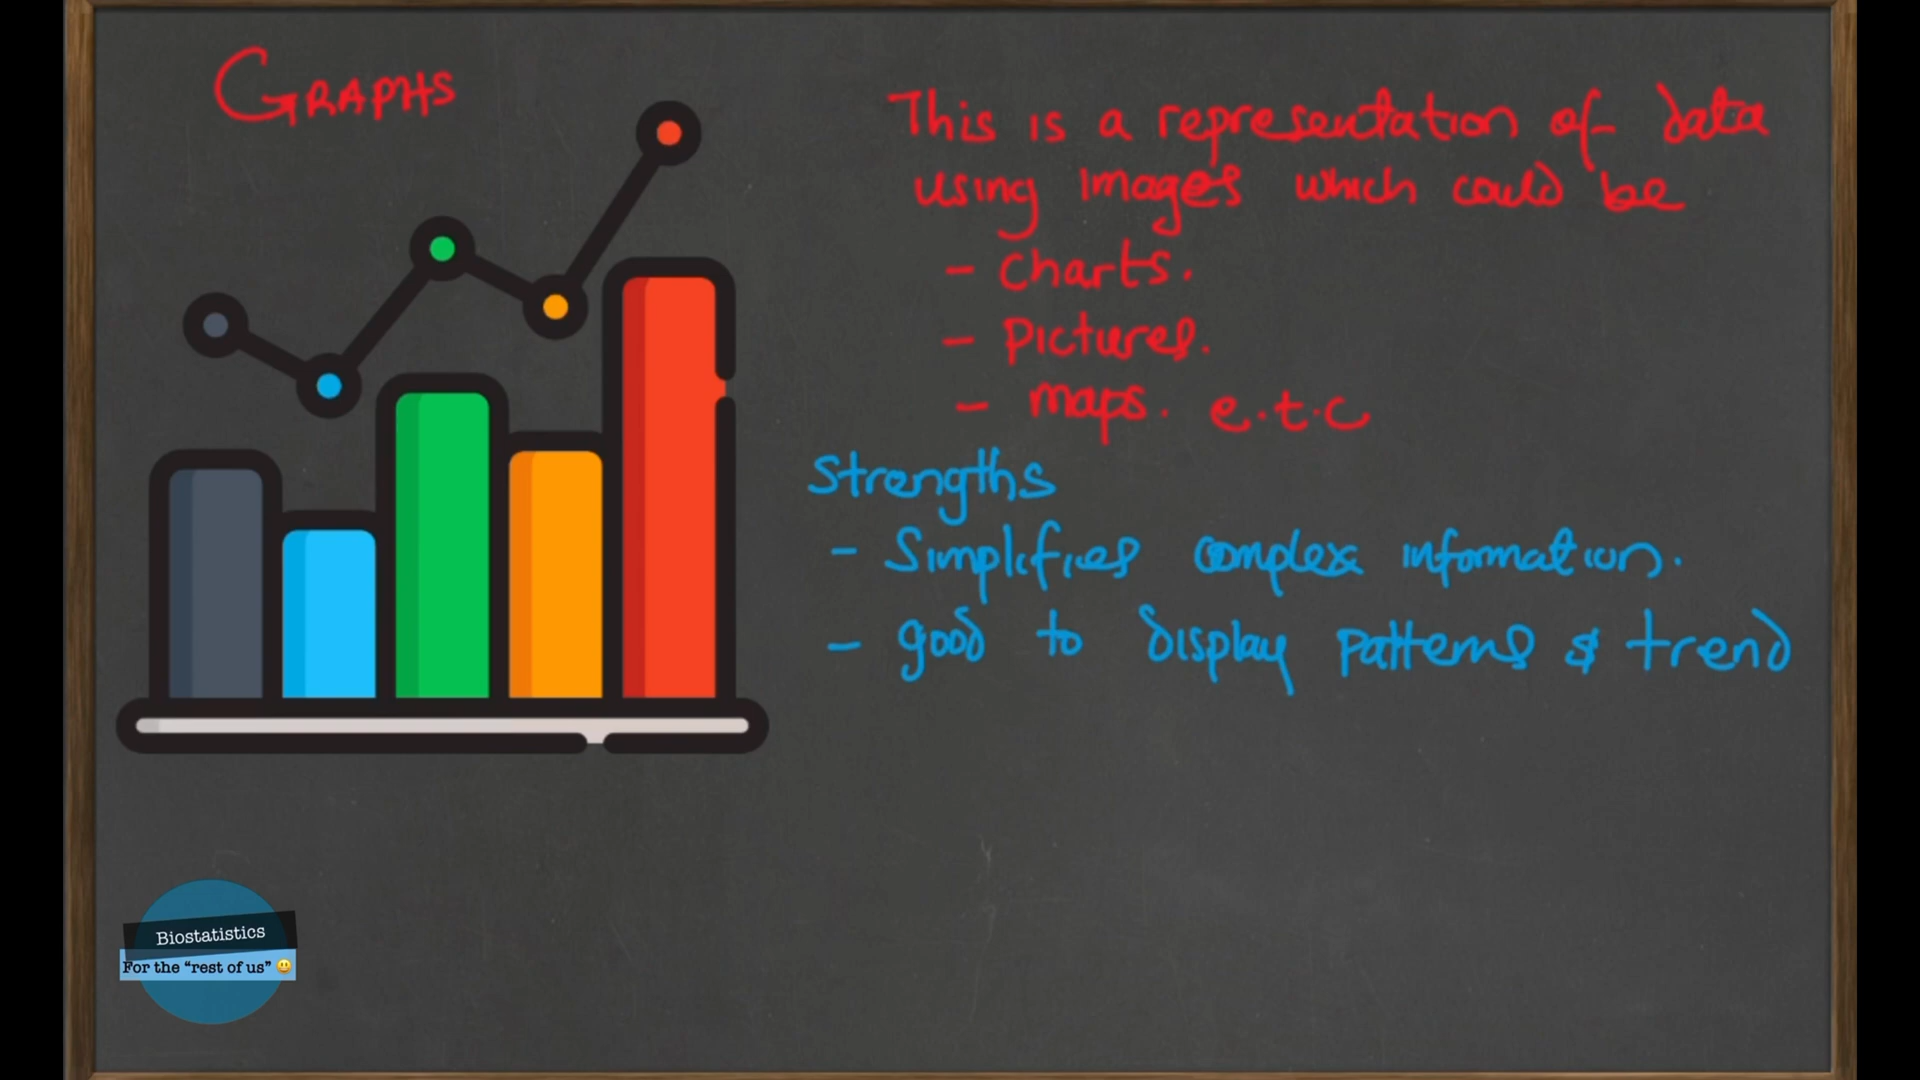 GRAPHS
This is a representation of data
using images which could be
- Charts.
- Pictures.
- maps. e.t.c
Strengths
- Simplifies complex information.
- good to display patterns & trend
Biostatistics
For the “rest of us” 😃